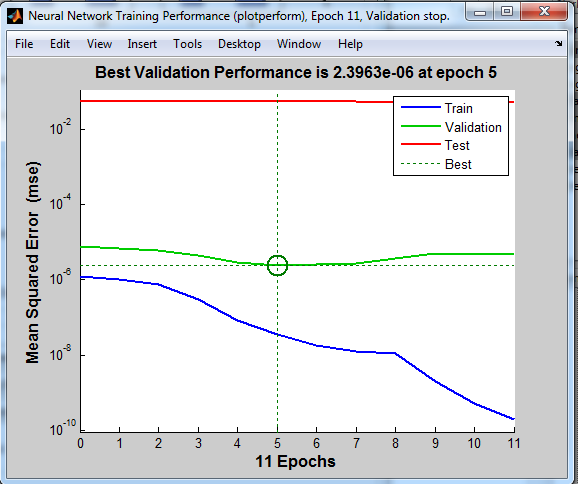 Neural Network Training Performance (plotperform), Epoch 11, Validation stop.
File Edit View Insert Tools Desktop Window Help
Best Validation Performance is 2.3963e-06 at epoch 5
Mean Squared Error (mse)
10^-2
10^-4
10^-6
10^-8
10^-10
Train
Validation
Test
Best
0 1 2 3 4 5 6 7 8 9 10 11
11 Epochs